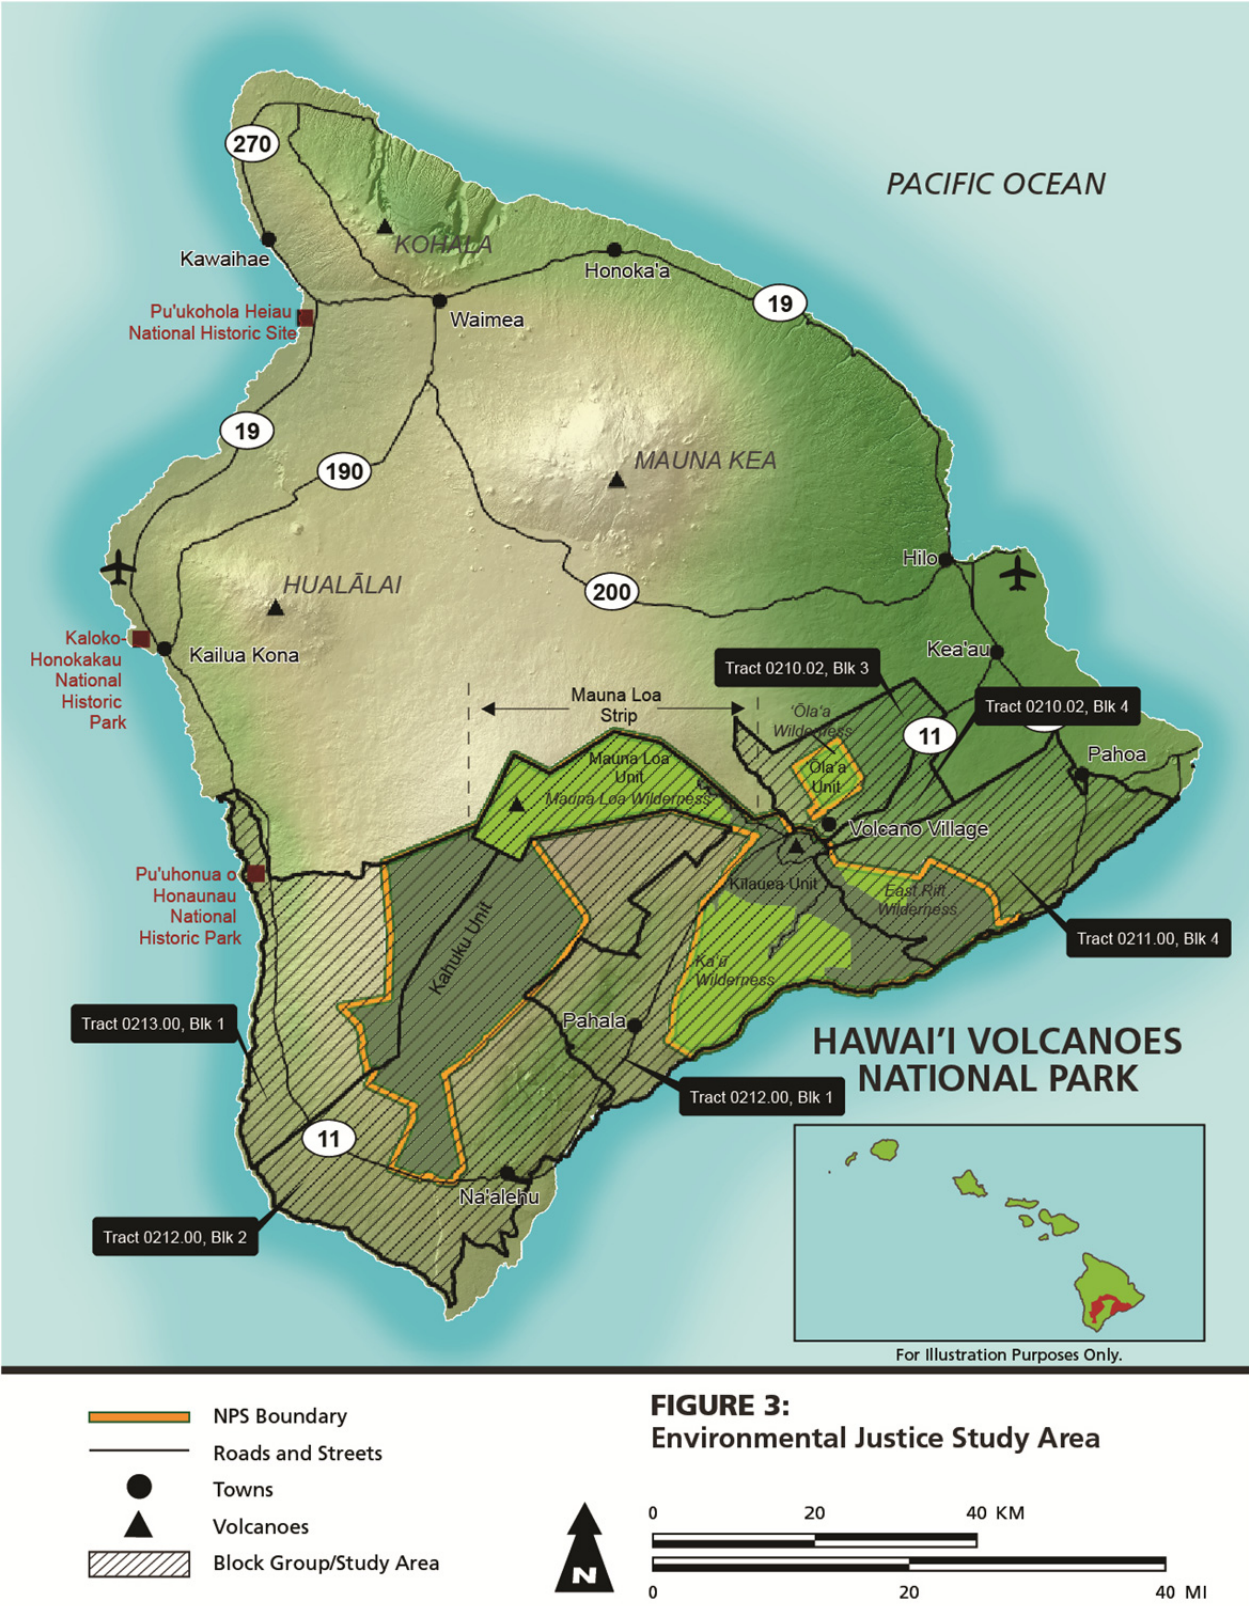 PACIFIC OCEAN
270
KOHALA
Kawaihae
Honoka'a
19
Pu'ukohola Heiau
National Historic Site
Waimea
19
190
MAUNA KEA
Hilo
HUALĀLAI
200
Kaloko-
Honokakau
National
Historic
Park
Kailua Kona
Kea'au
Tract 0210.02, Blk 3
Mauna Loa
Strip
Tract 0210.02, Blk 4
'Ōla'a
Wilderness
11
Pahoa
Mauna Loa
Unit
Mauna Loa Wilderness
Ōla'a
Unit
Volcano Village
Pu'uhonua o
Honaunau
National
Historic Park
Kīlauea Unit
East Rift
Wilderness
Kahuku Unit
Tract 0211.00, Blk 4
Ka'ū
Wilderness
Tract 0213.00, Blk 1
Pahala
HAWAI'I VOLCANOES
NATIONAL PARK
Tract 0212.00, Blk 1
11
Na'alehu
Tract 0212.00, Blk 2
For Illustration Purposes Only.
NPS Boundary
Roads and Streets
Towns
Volcanoes
Block Group/Study Area
FIGURE 3:
Environmental Justice Study Area
N
0 20 40 KM
0 20 40 MI